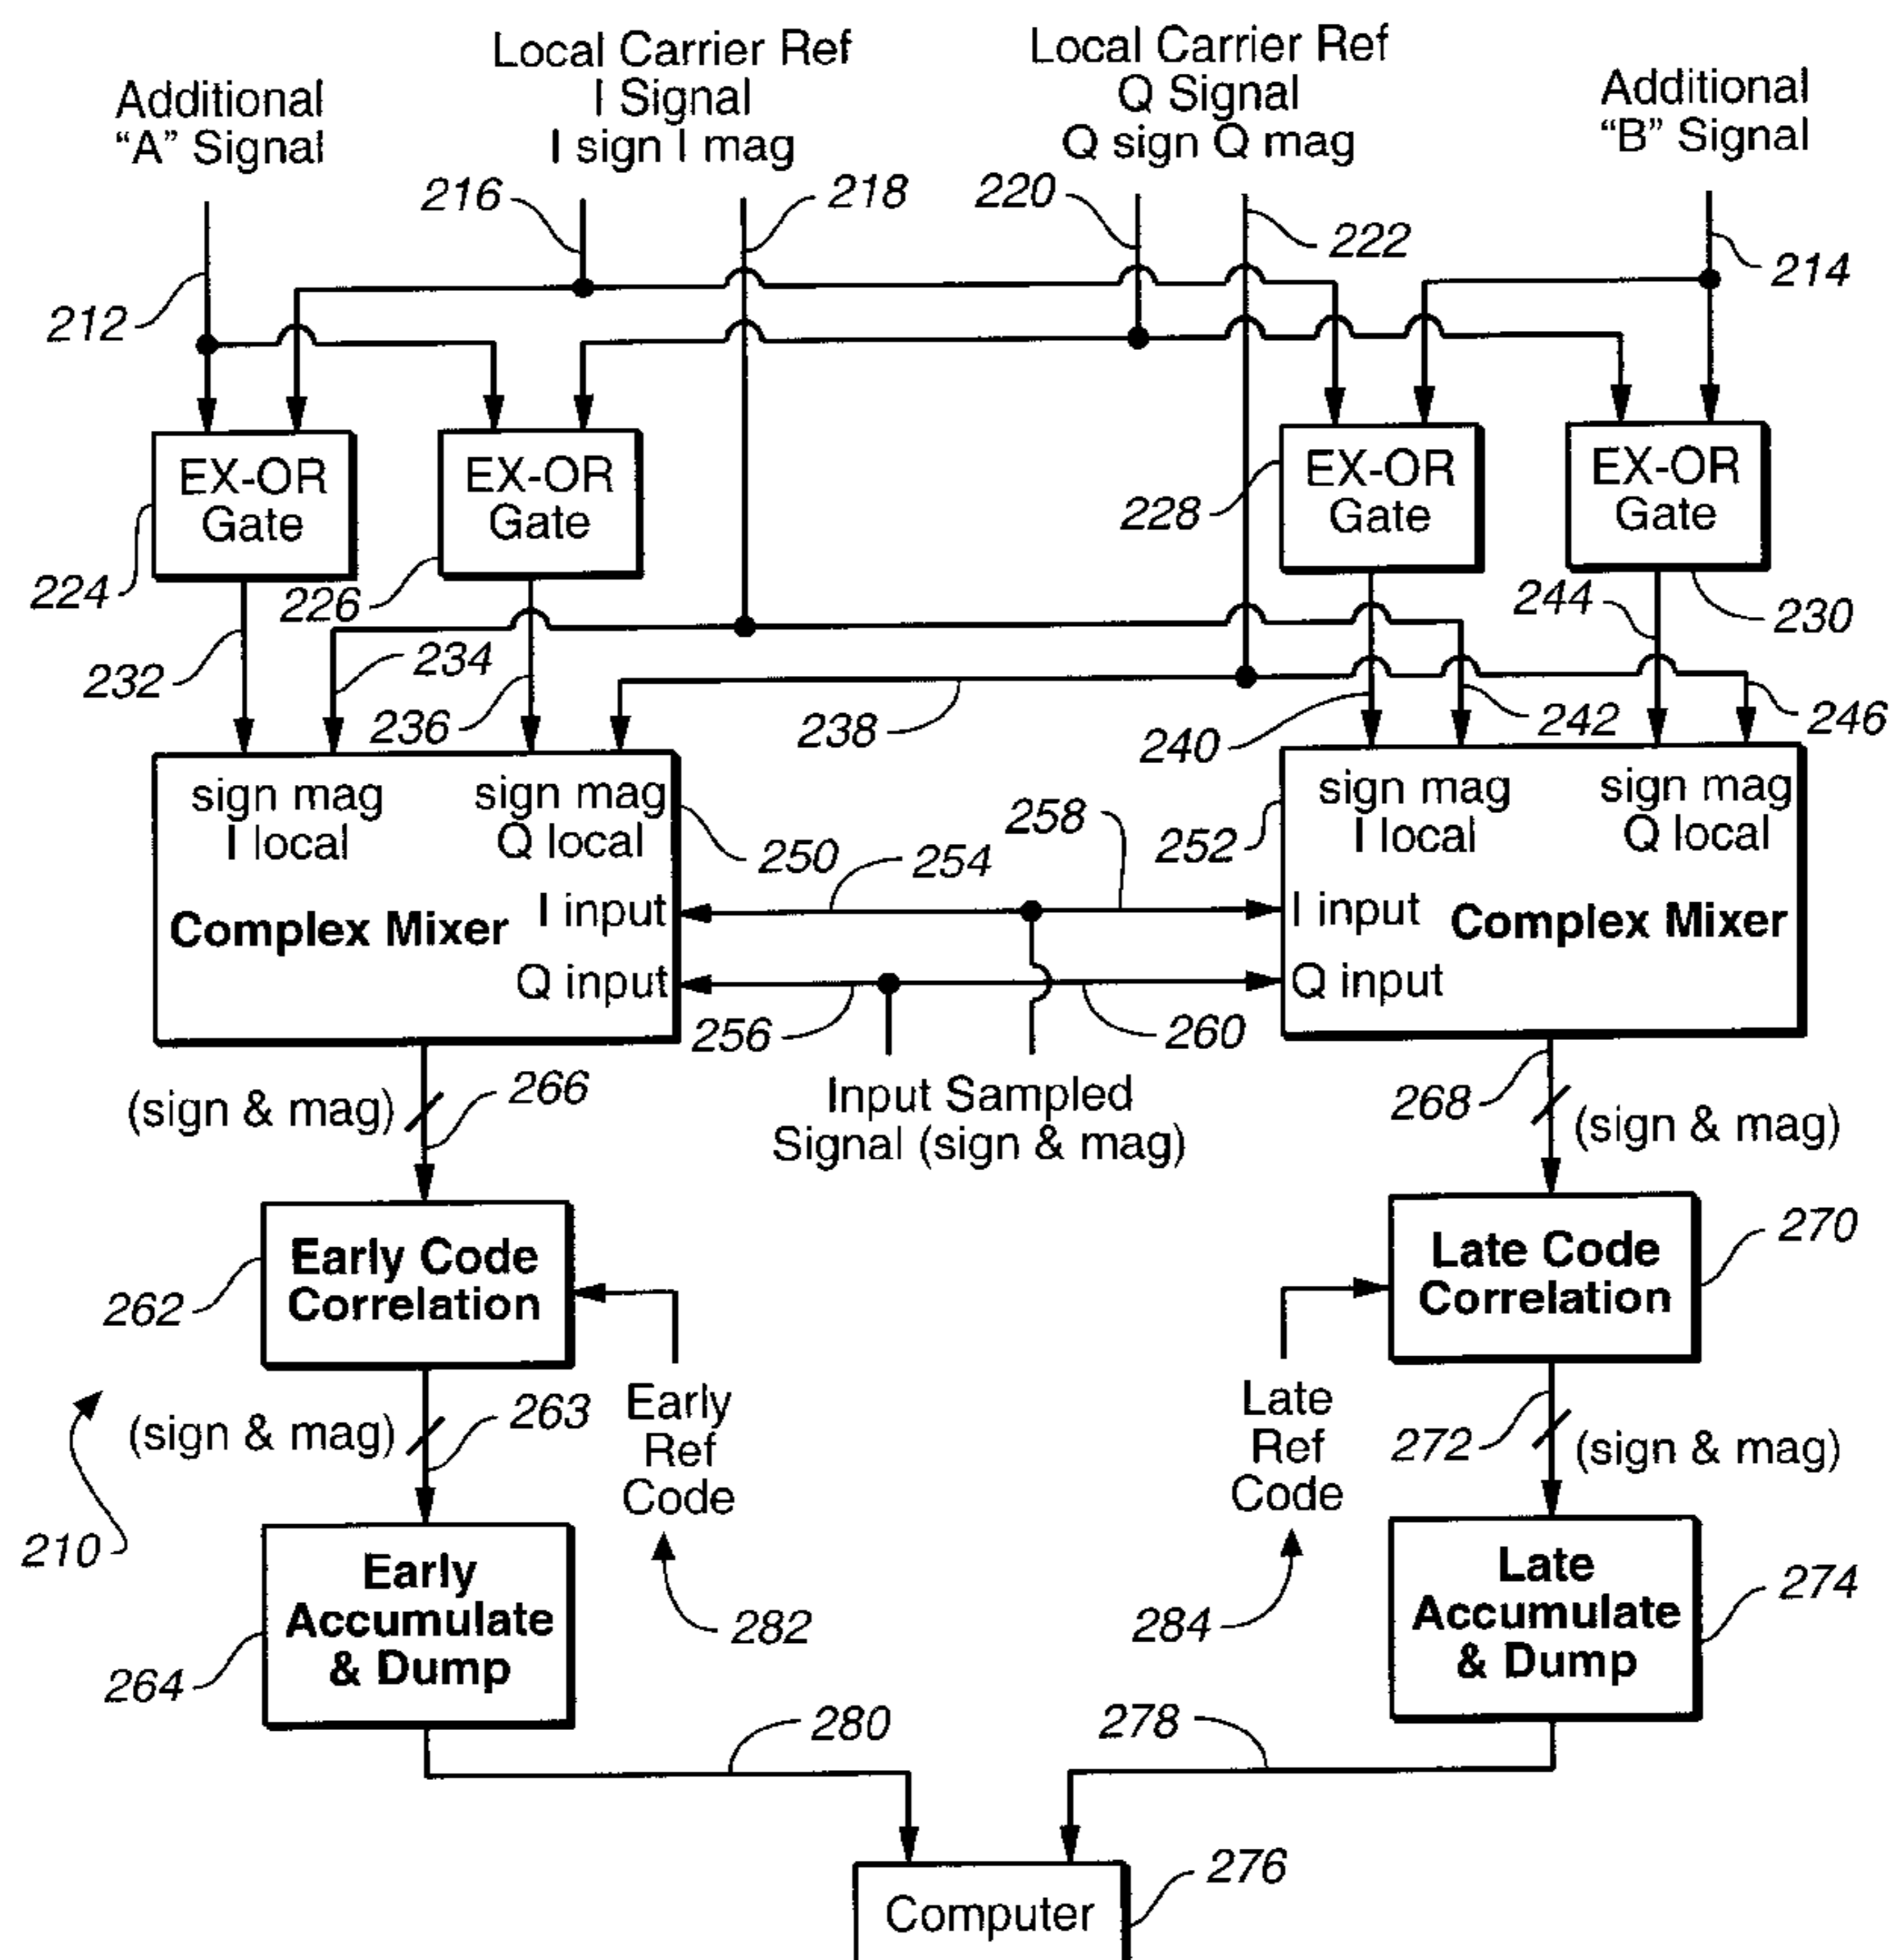 Additional
“A” Signal
Local Carrier Ref
I Signal
I sign I mag
Local Carrier Ref
Q Signal
Q sign Q mag
Additional
“B” Signal
216
218
220
222
214
212
EX-OR
Gate
EX-OR
Gate
EX-OR
Gate
EX-OR
Gate
224
226
228
230
232
234
236
238
240
242
244
246
sign mag
I local
sign mag
Q local
I input
Complex Mixer
Q input
250
252
254
258
256
260
sign mag
I local
sign mag
Q local
I input
Complex Mixer
Q input
(sign & mag)
266
Input Sampled
Signal (sign & mag)
268
(sign & mag)
Early Code
Correlation
262
Late Code
Correlation
270
(sign & mag)
263
Early
Ref
Code
Late
Ref
Code
272
(sign & mag)
210
Early
Accumulate
& Dump
264
282
284
Late
Accumulate
& Dump
274
280
278
Computer
276